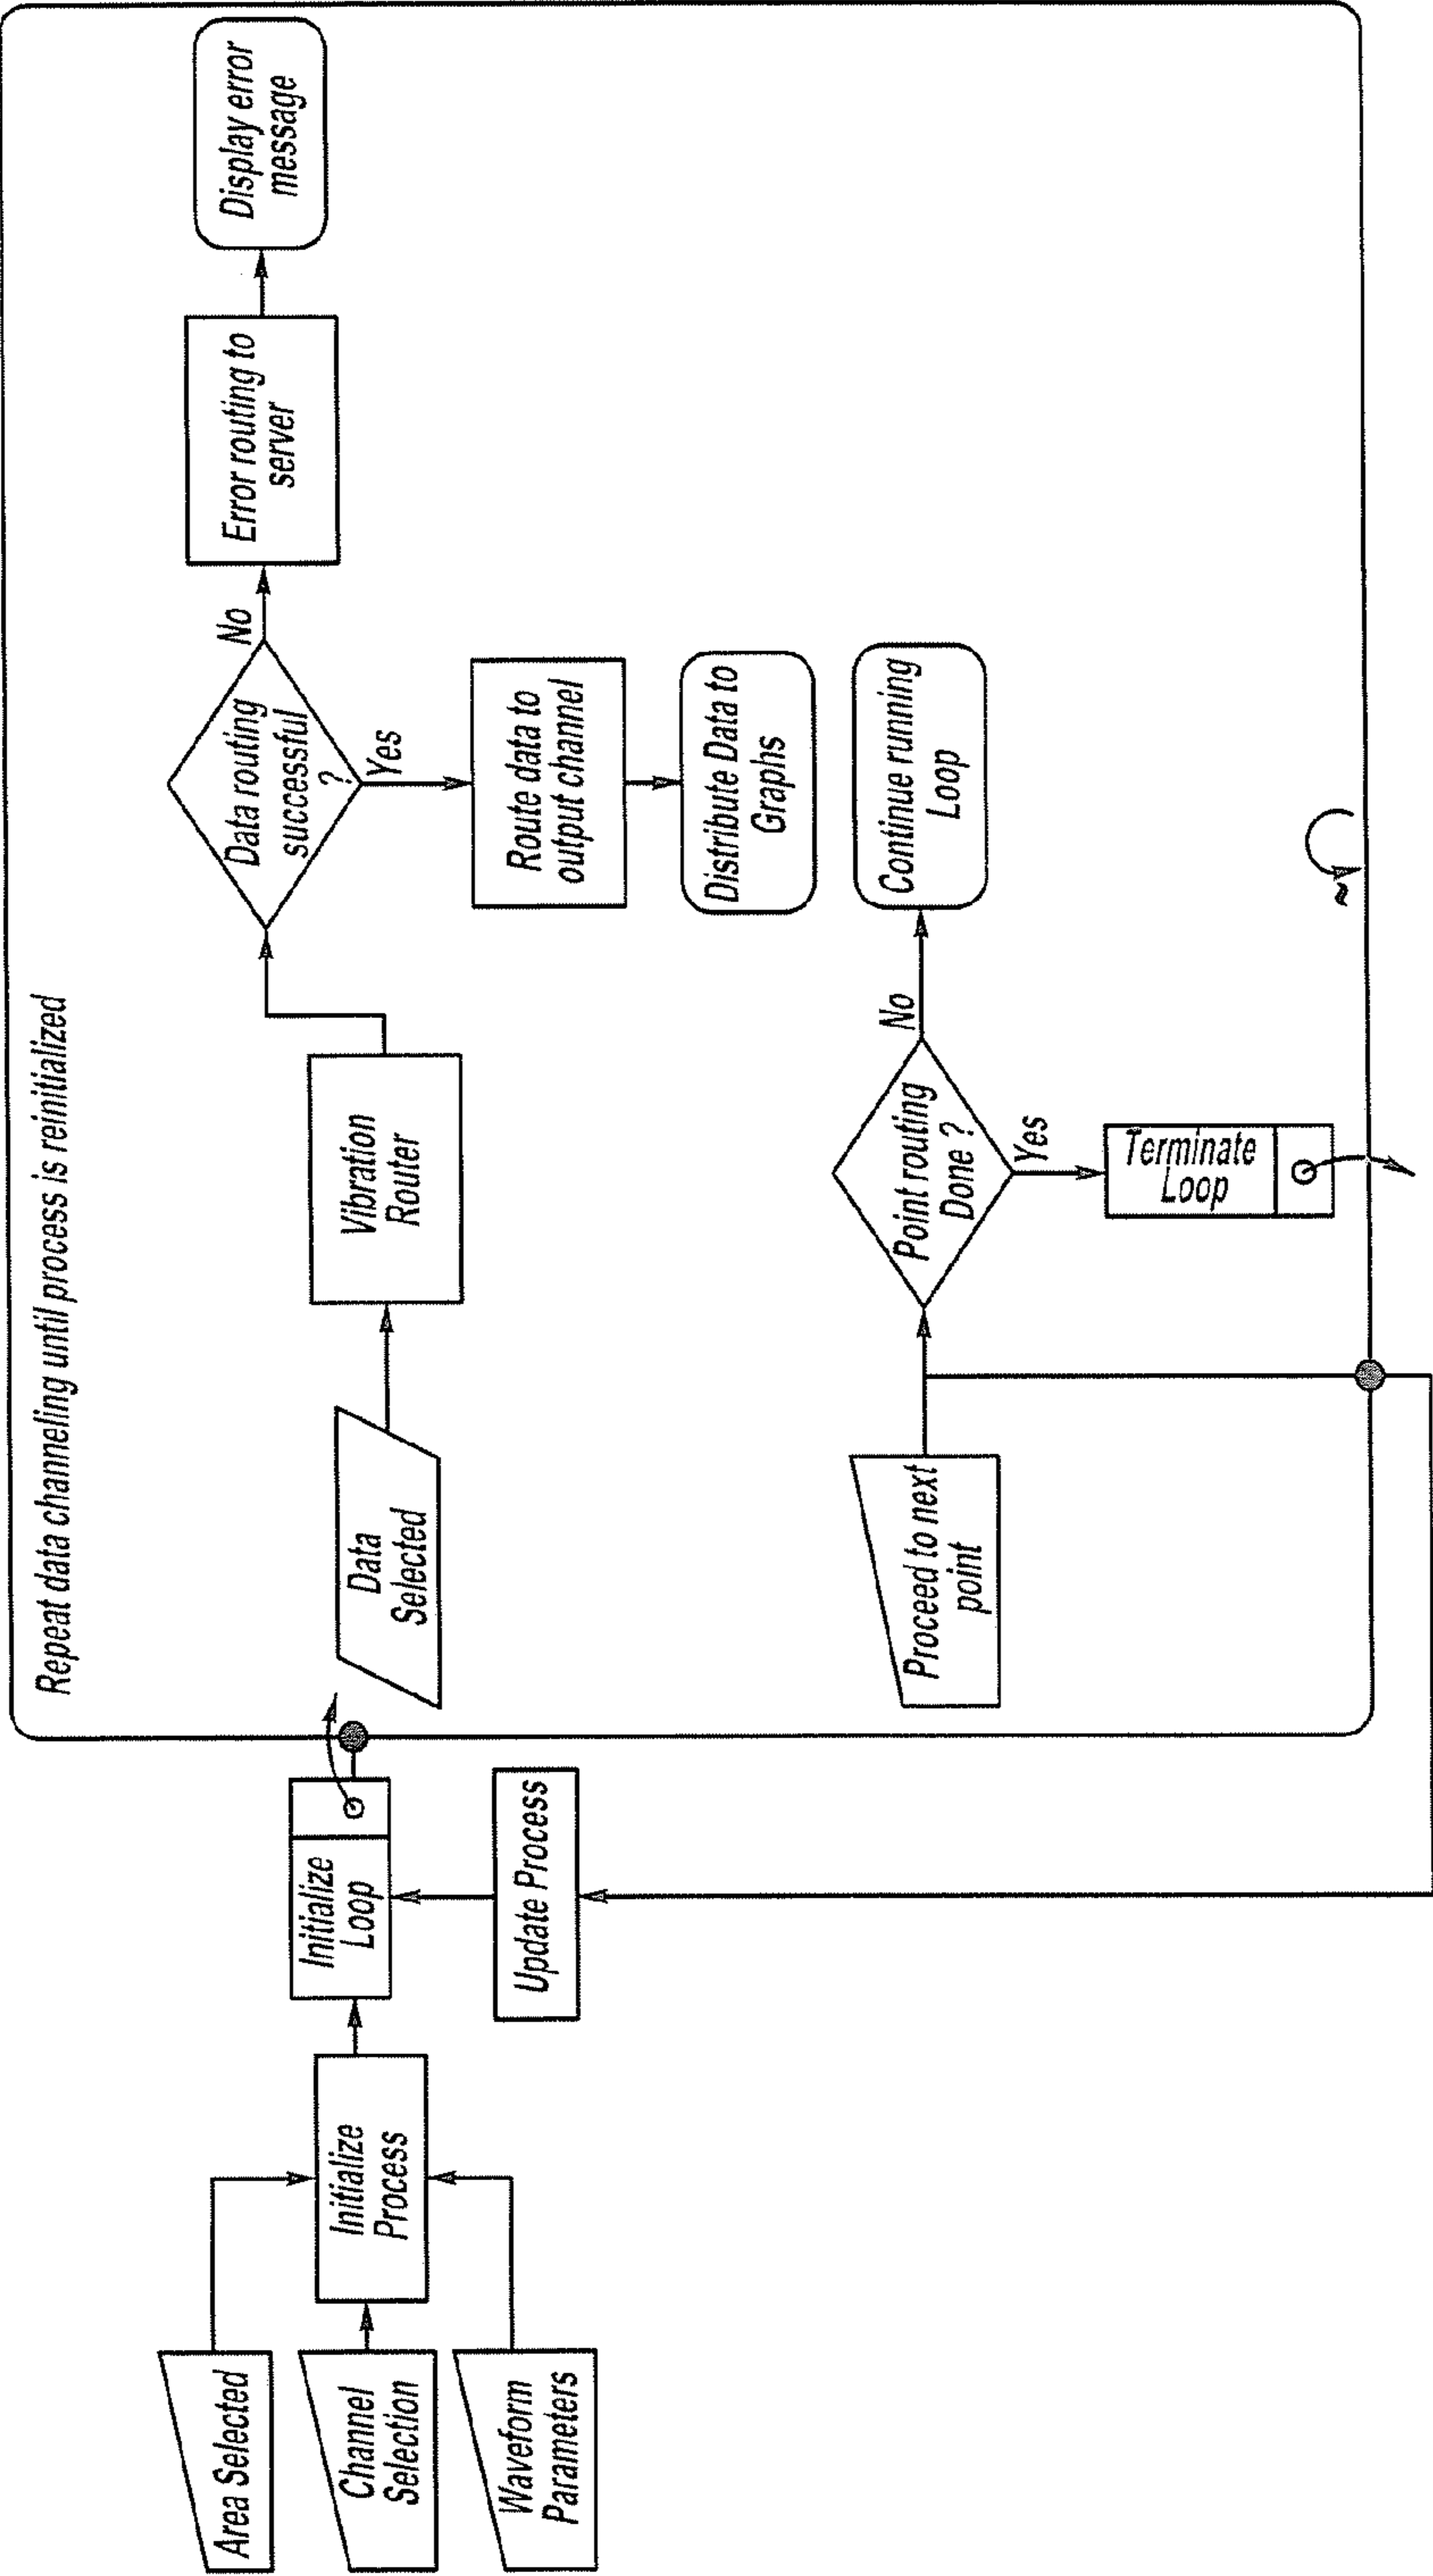 Repeat data channeling until process is reinitialized
Area Selected
Channel
Selection
Waveform
Parameters
Initialize
Process
Initialize
Loop
Update Process
Data
Selected
Vibration
Router
Data routing
successful
?
No
Yes
Error routing to
server
Display error
message
Route data to
output channel
Distribute Data to
Graphs
Proceed to next
point
Point routing
Done ?
No
Yes
Continue running
Loop
Terminate
Loop
~